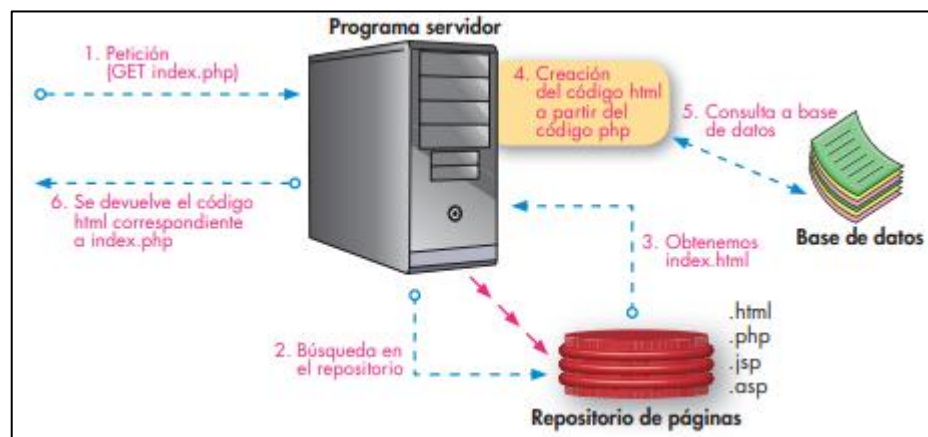 Programa servidor
1. Petición
(GET index.php)
4. Creación
del código html
a partir del
código php
5. Consulta a base
de datos
6. Se devuelve el código
html correspondiente
a index.php
3. Obtenemos
index.html
Base de datos
2. Búsqueda en
el repositorio
.html
.php
.jsp
.asp
Repositorio de páginas